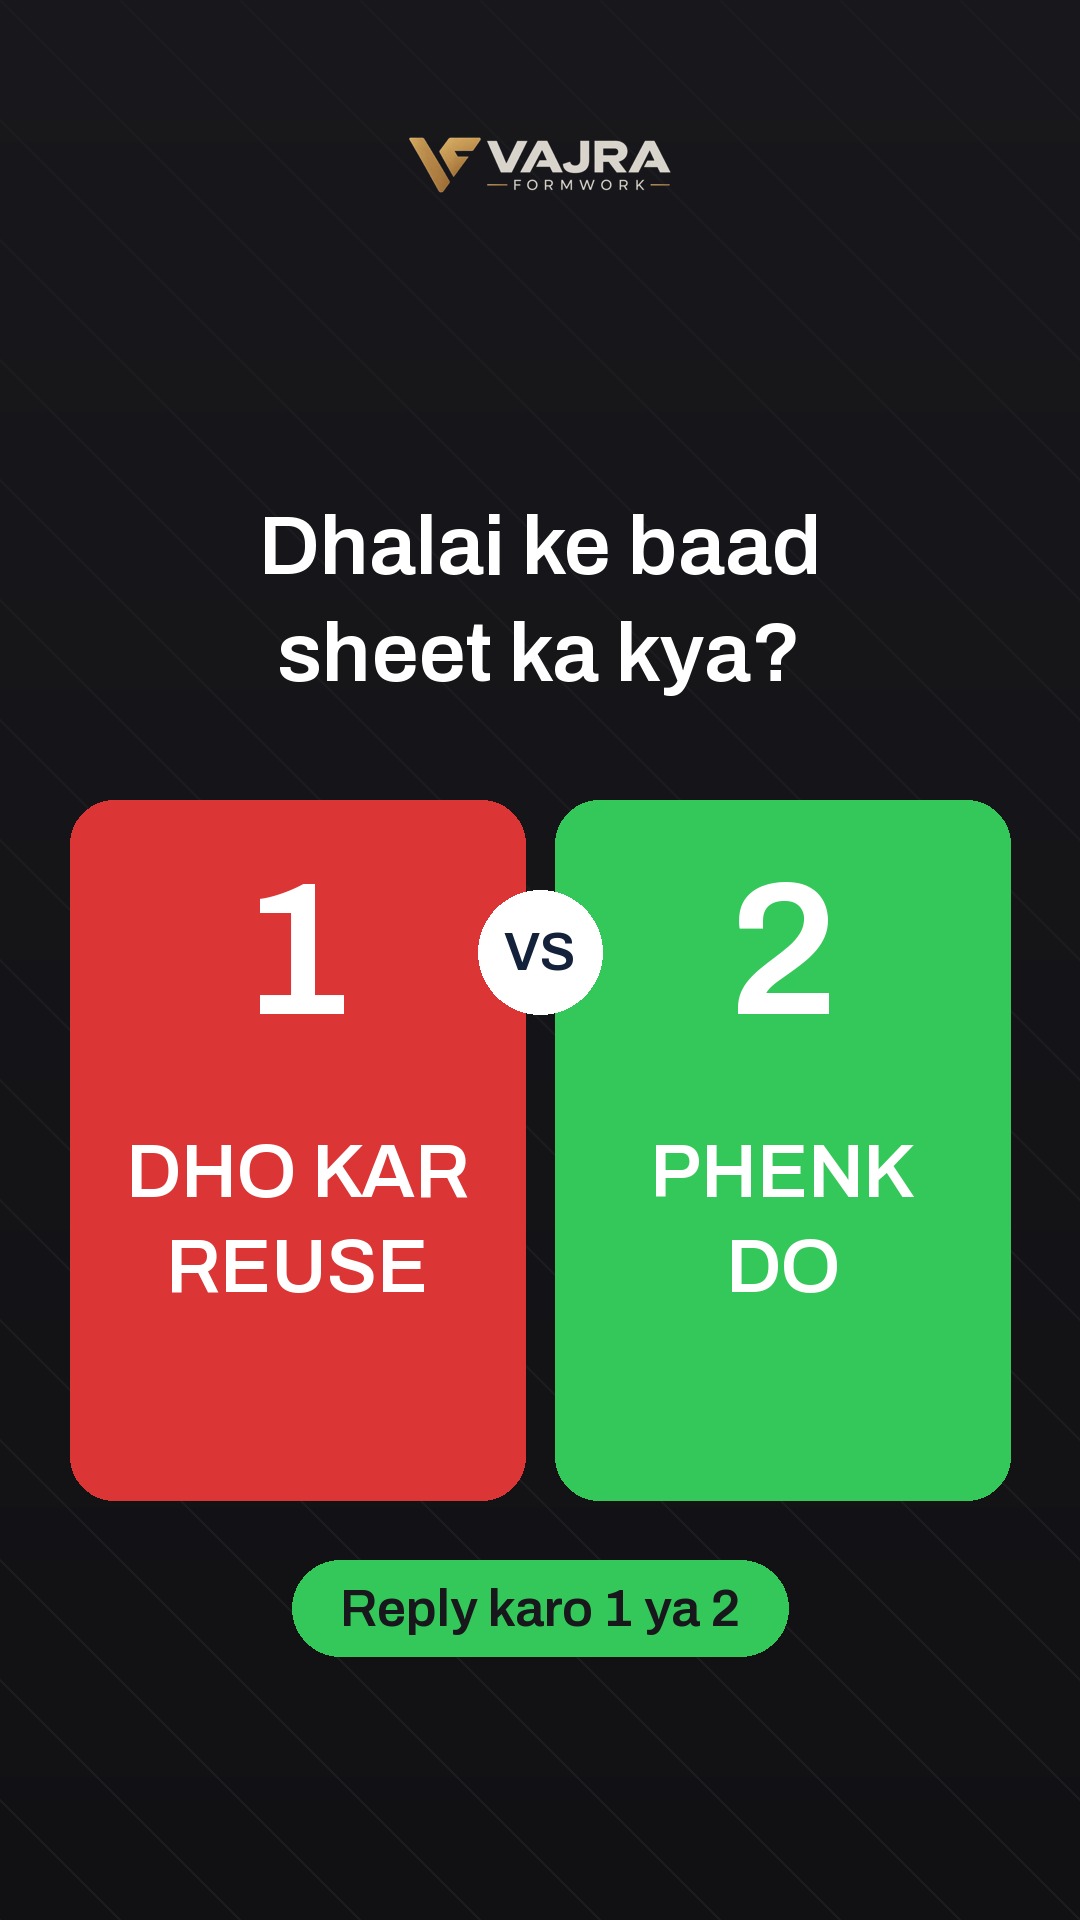 VAJRA
FORMWORK
Dhalai ke baad
sheet ka kya?
1
VS
2
DHO KAR
REUSE
PHENK
DO
Reply karo 1 ya 2